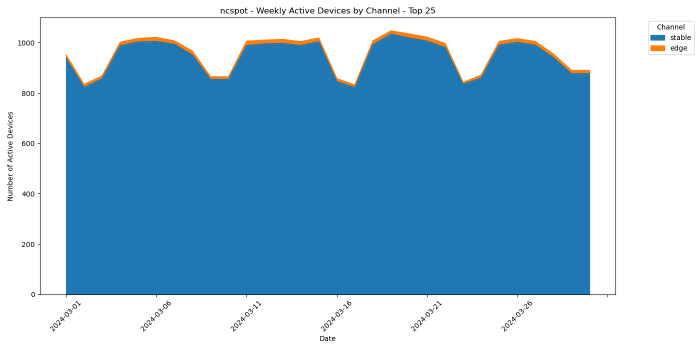 ncspot - Weekly Active Devices by Channel - Top 25
Channel
stable
edge
Number of Active Devices
1000
800
600
400
200
0
2024-03-01
2024-03-06
2024-03-11
2024-03-16
2024-03-21
2024-03-26
Date